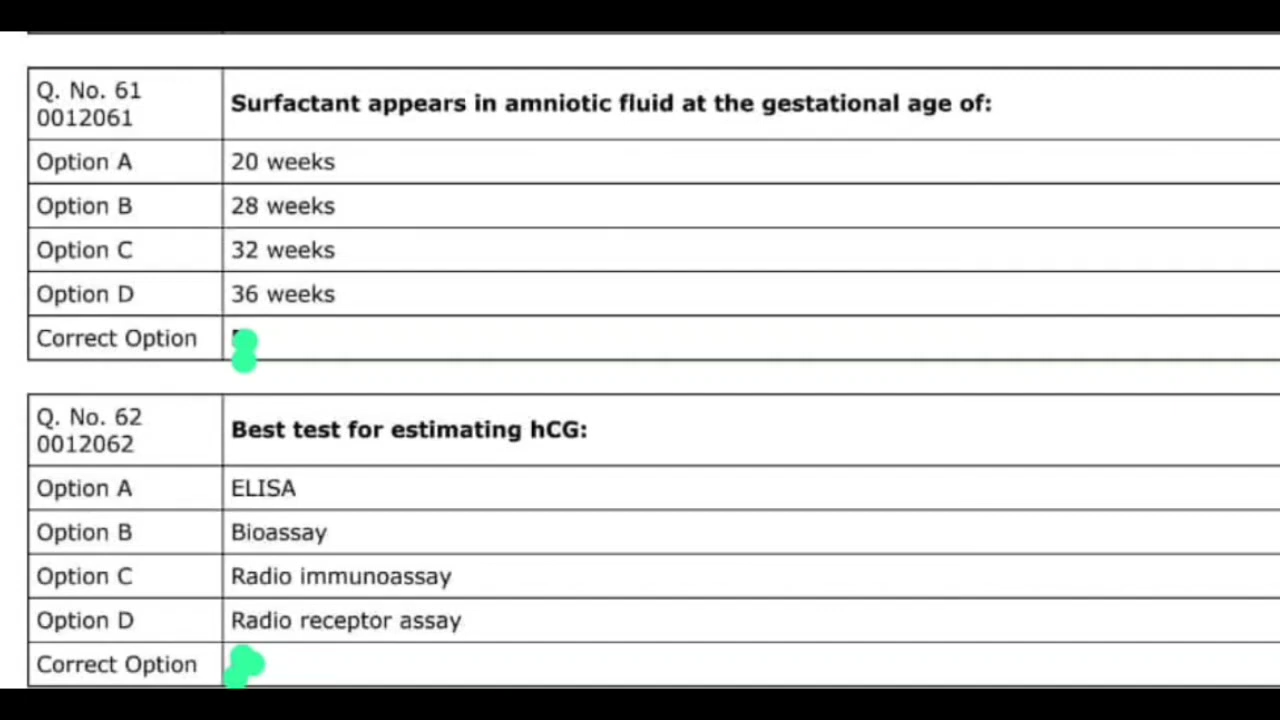 Q. No. 61
0012061
Surfactant appears in amniotic fluid at the gestational age of:
Option A
20 weeks
Option B
28 weeks
Option C
32 weeks
Option D
36 weeks
Correct Option
Q. No. 62
0012062
Best test for estimating hCG:
Option A
ELISA
Option B
Bioassay
Option C
Radio immunoassay
Option D
Radio receptor assay
Correct Option